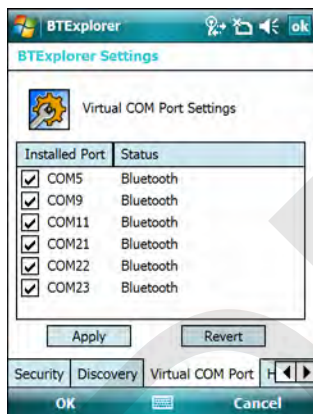 BTExplorer ok
BTExplorer Settings
Virtual COM Port Settings
Installed Port Status
COM5 Bluetooth
COM9 Bluetooth
COM11 Bluetooth
COM21 Bluetooth
COM22 Bluetooth
COM23 Bluetooth
Apply Revert
Security Discovery Virtual COM Port H
OK Cancel